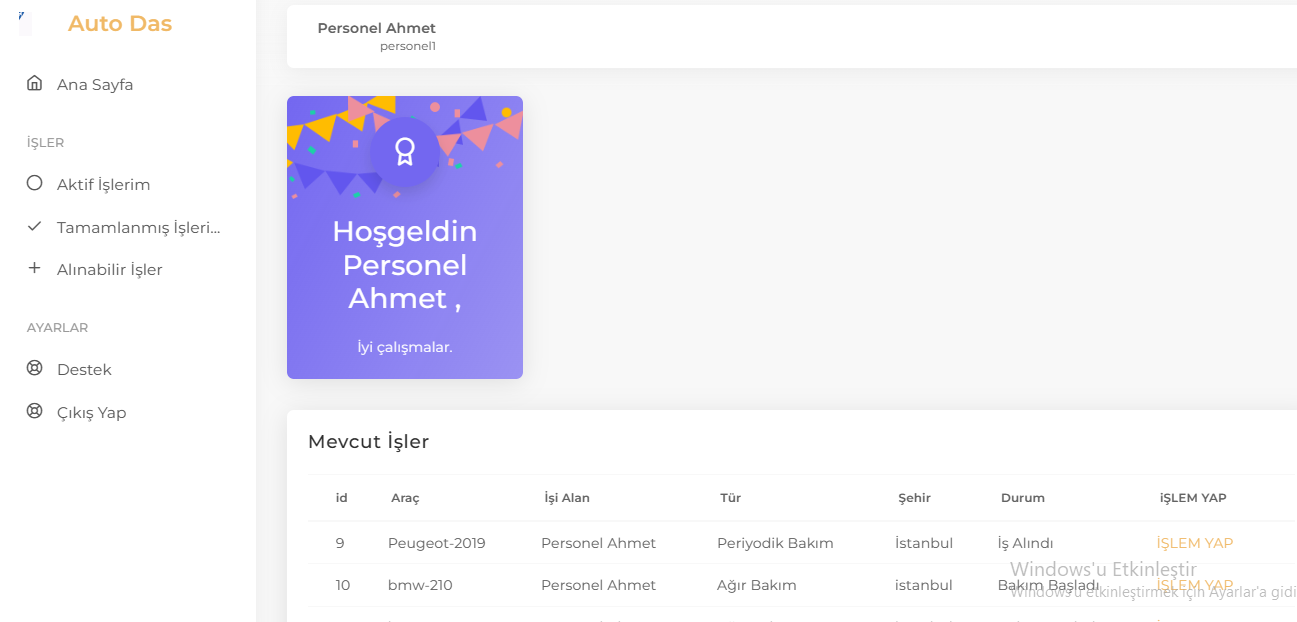 Auto Das
Ana Sayfa
İŞLER
Aktif İşlerim
Tamamlanmış İşleri...
Alınabilir İşler
AYARLAR
Destek
Çıkış Yap
Personel Ahmet
personel1
Hoşgeldin
Personel
Ahmet ,
İyi çalışmalar.
Mevcut İşler
id Araç İşi Alan Tür Şehir Durum iŞLEM YAP
9 Peugeot-2019 Personel Ahmet Periyodik Bakım İstanbul İş Alındı İŞLEM YAP
10 bmw-210 Personel Ahmet Ağır Bakım istanbul Bakım Başladı İŞLEM YAP
Windows'u Etkinleştir
Windows'u etkinleştirmek için Ayarlar'a gidi